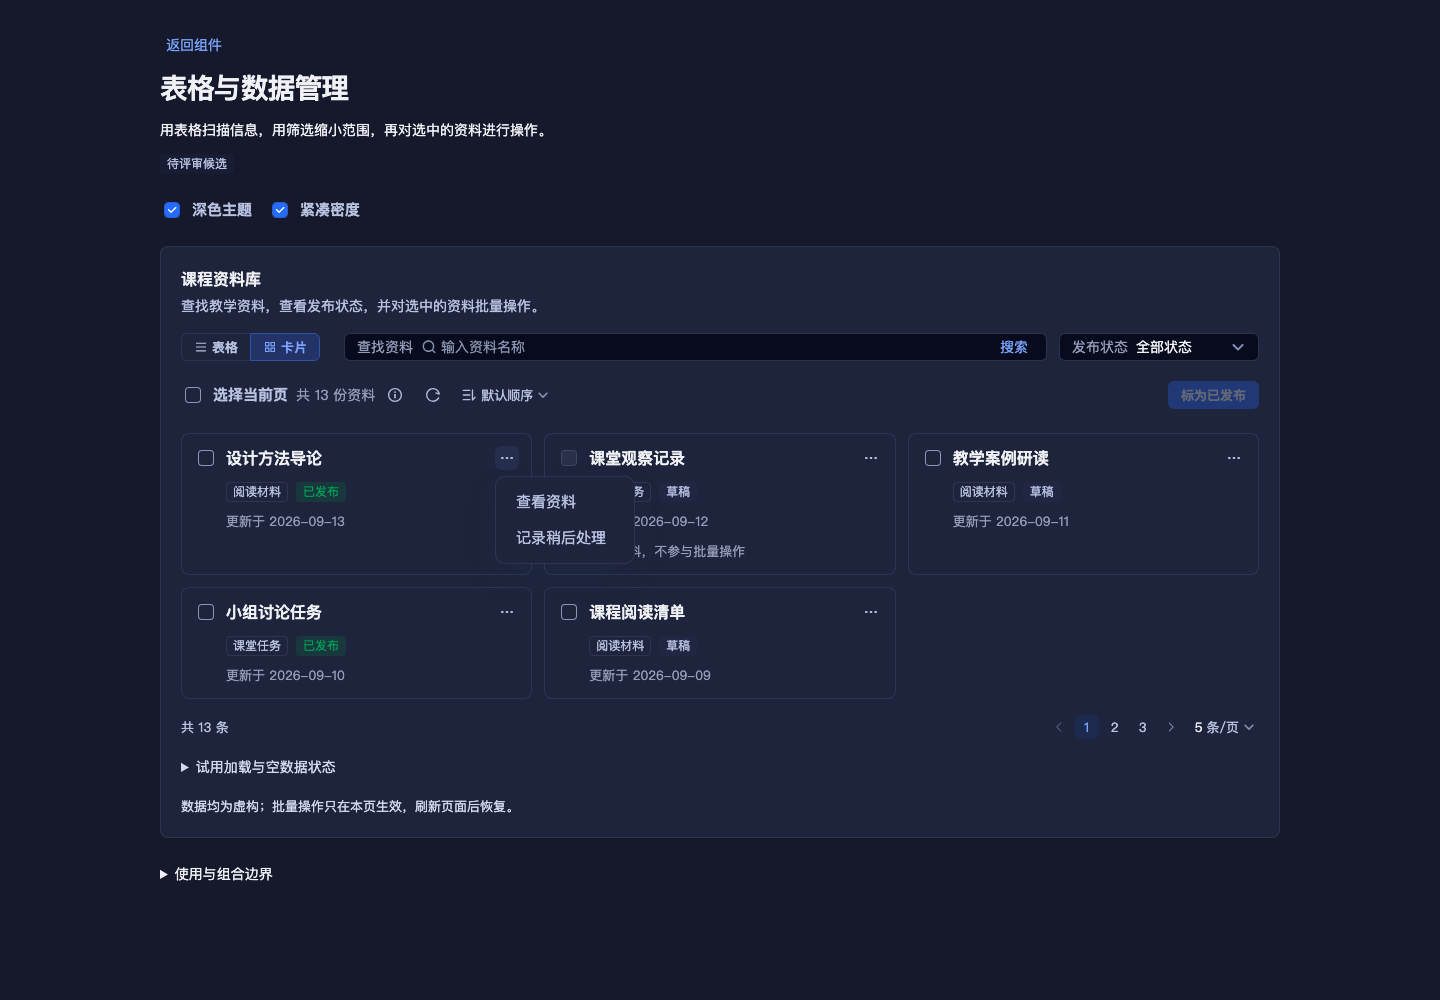 返回组件
表格与数据管理
用表格扫描信息，用筛选缩小范围，再对选中的资料进行操作。
待评审候选
深色主题 紧凑密度
课程资料库
查找教学资料，查看发布状态，并对选中的资料批量操作。
表格 卡片 查找资料 输入资料名称 搜索 发布状态 全部状态
选择当前页 共 13 份资料 默认顺序 标为已发布
设计方法导论
阅读材料 已发布
更新于 2026-09-13
查看资料
记录稍后处理
课堂观察记录
务 草稿
2026-09-12
料，不参与批量操作
教学案例研读
阅读材料 草稿
更新于 2026-09-11
小组讨论任务
课堂任务 已发布
更新于 2026-09-10
课程阅读清单
阅读材料 草稿
更新于 2026-09-09
共 13 条 1 2 3 5 条/页
试用加载与空数据状态
数据均为虚构；批量操作只在本页生效，刷新页面后恢复。
使用与组合边界